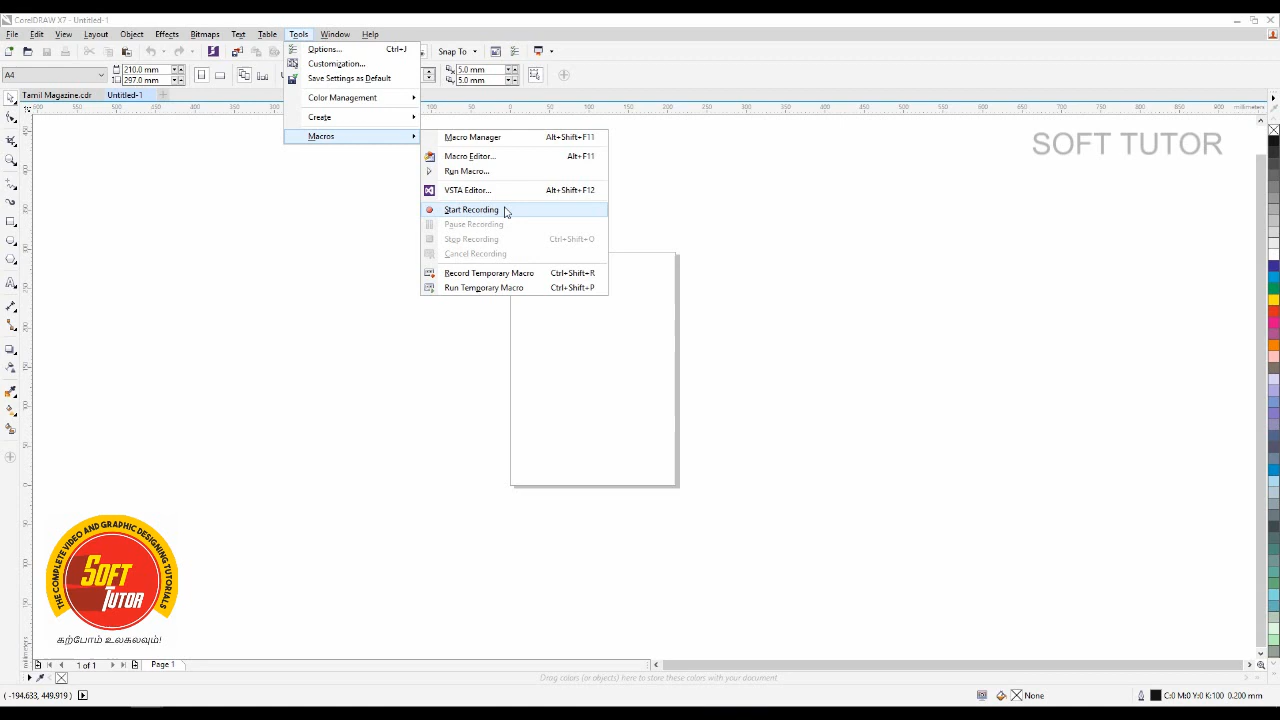 CorelDRAW X7 - Untitled-1
File Edit View Layout Object Effects Bitmaps Text Table Tools Window Help
Snap To
A4
210.0 mm
297.0 mm
5.0 mm
5.0 mm
Tamil Magazine.cdr Untitled-1
Options... Ctrl+J
Customization...
Save Settings as Default
Color Management
Create
Macros
Macro Manager Alt+Shift+F11
Macro Editor... Alt+F11
Run Macro...
VSTA Editor... Alt+Shift+F12
Start Recording
Pause Recording
Stop Recording Ctrl+Shift+O
Cancel Recording
Record Temporary Macro Ctrl+Shift+R
Run Temporary Macro Ctrl+Shift+P
millimeters
SOFT TUTOR
THE COMPLETE VIDEO AND GRAPHIC DESIGNING TUTORIALS
SOFT
TUTOR
கற்போம் உலகலவும்!
1 of 1
Page 1
Drag colors (or objects) here to store these colors with your document
(-194.633, 449.919)
None
C:0 M:0 Y:0 K:100 0.200 mm